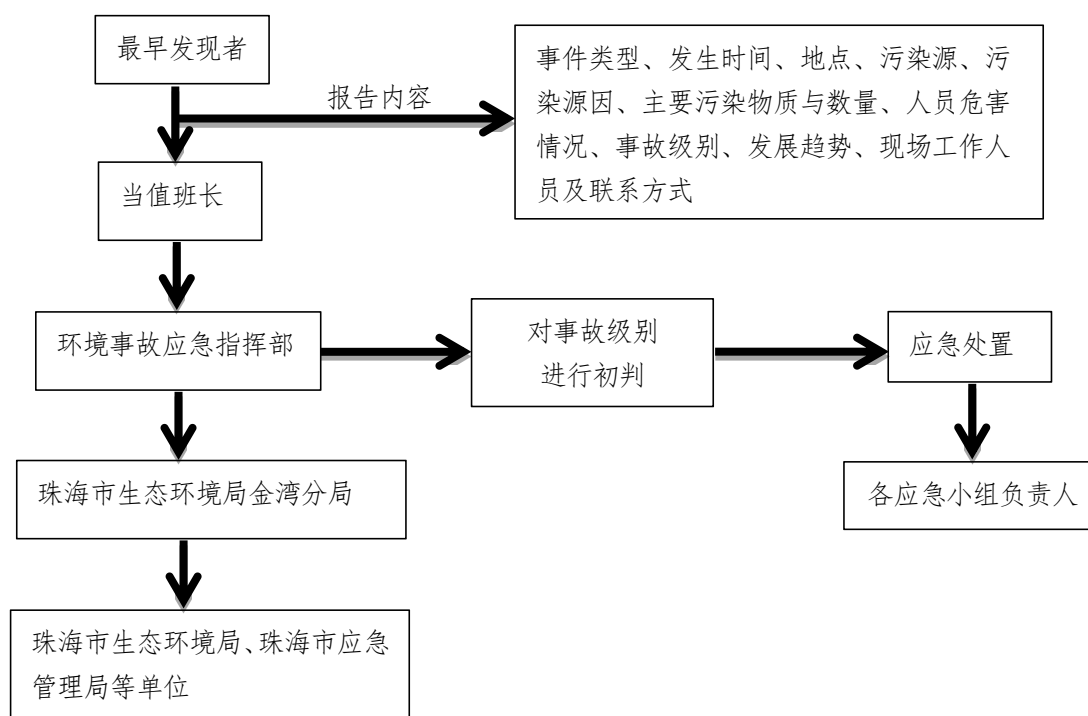 最早发现者
报告内容
事件类型、发生时间、地点、污染源、污
染源因、主要污染物质与数量、人员危害
情况、事故级别、发展趋势、现场工作人
员及联系方式
当值班长
环境事故应急指挥部
对事故级别
进行初判
应急处置
珠海市生态环境局金湾分局
各应急小组负责人
珠海市生态环境局、珠海市应急
管理局等单位